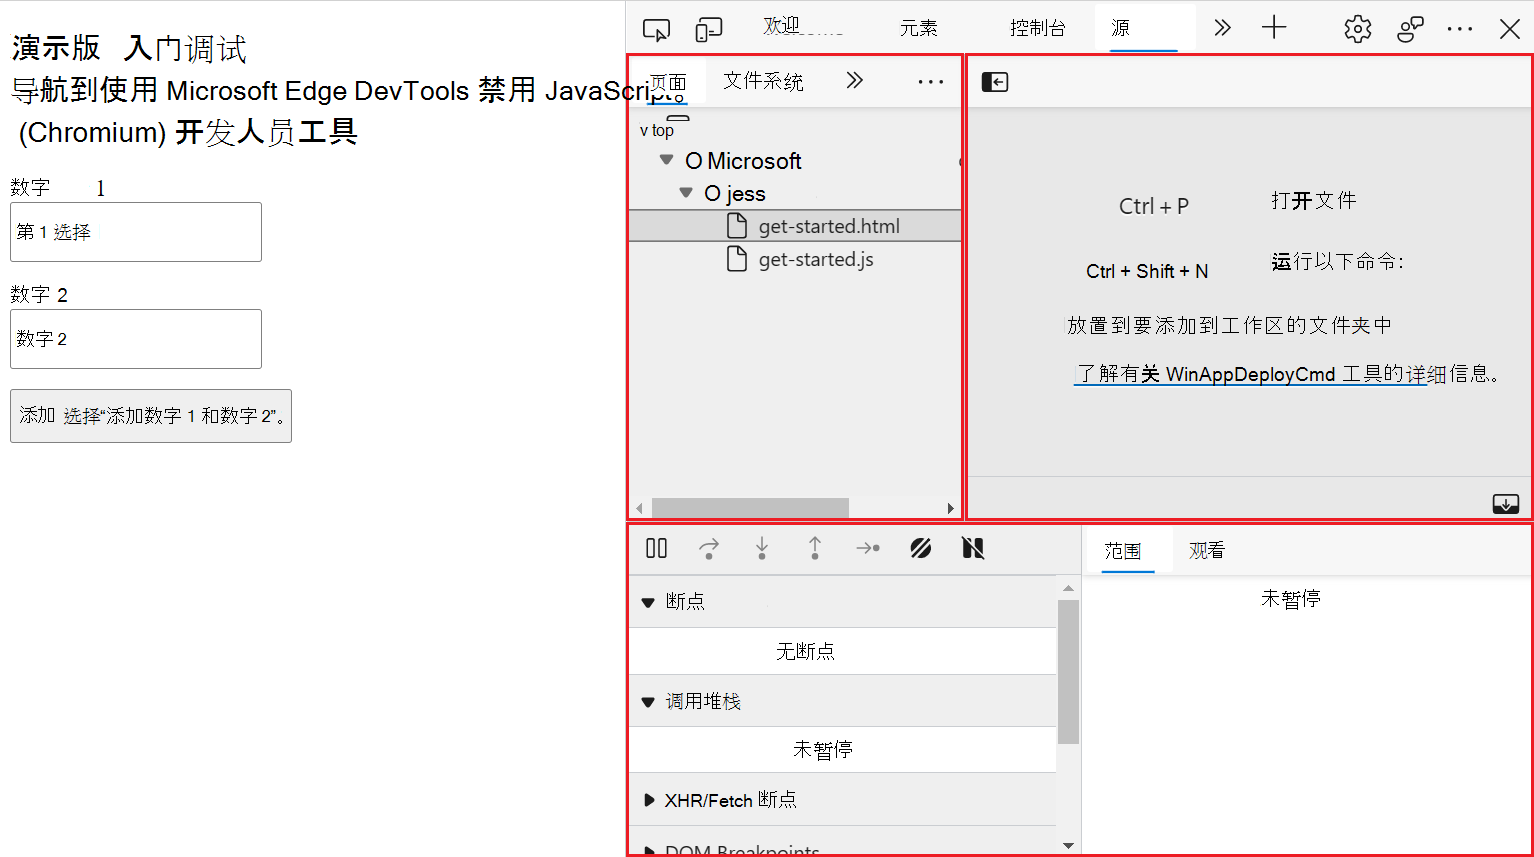 演示版 入门调试
导航到使用 Microsoft Edge DevTools 禁用 JavaScript。
(Chromium) 开发人员工具
数字 1
第 1 选择
数字 2
数字 2
添加 选择“添加数字 1 和数字 2”。
欢迎 元素 控制台 源
页面 文件系统
v top
O Microsoft
O jess
get-started.html
get-started.js
Ctrl + P 打开文件
Ctrl + Shift + N 运行以下命令:
放置到要添加到工作区的文件夹中
了解有关 WinAppDeployCmd 工具的详细信息。
断点
无断点
调用堆栈
未暂停
XHR/Fetch 断点
DOM Breakpoints
范围 观看
未暂停